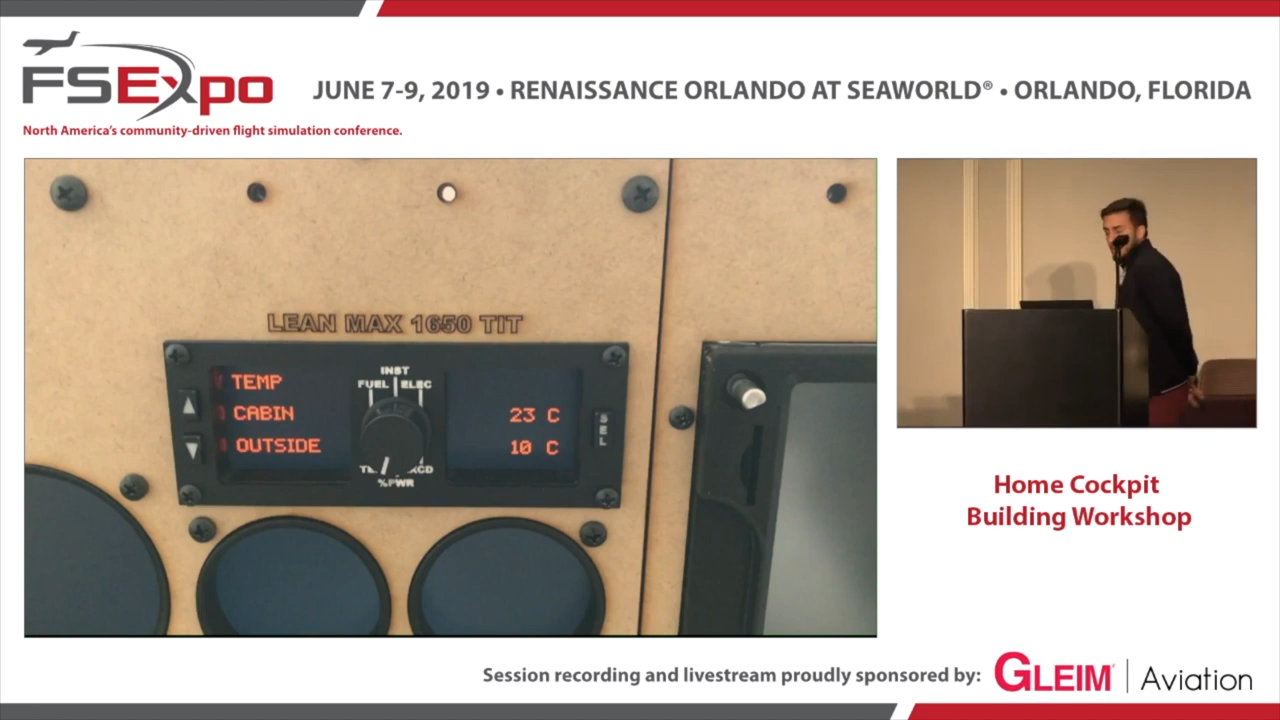 FSExpo
JUNE 7-9, 2019 • RENAISSANCE ORLANDO AT SEAWORLD® • ORLANDO, FLORIDA
North America's community-driven flight simulation conference.
LEAN MAX 1650 TIT
INST
FUEL ELEC
TEMP
CABIN
OUTSIDE
%PWR
23 C
10 C
SEL
Home Cockpit
Building Workshop
Session recording and livestream proudly sponsored by:
GLEIM Aviation